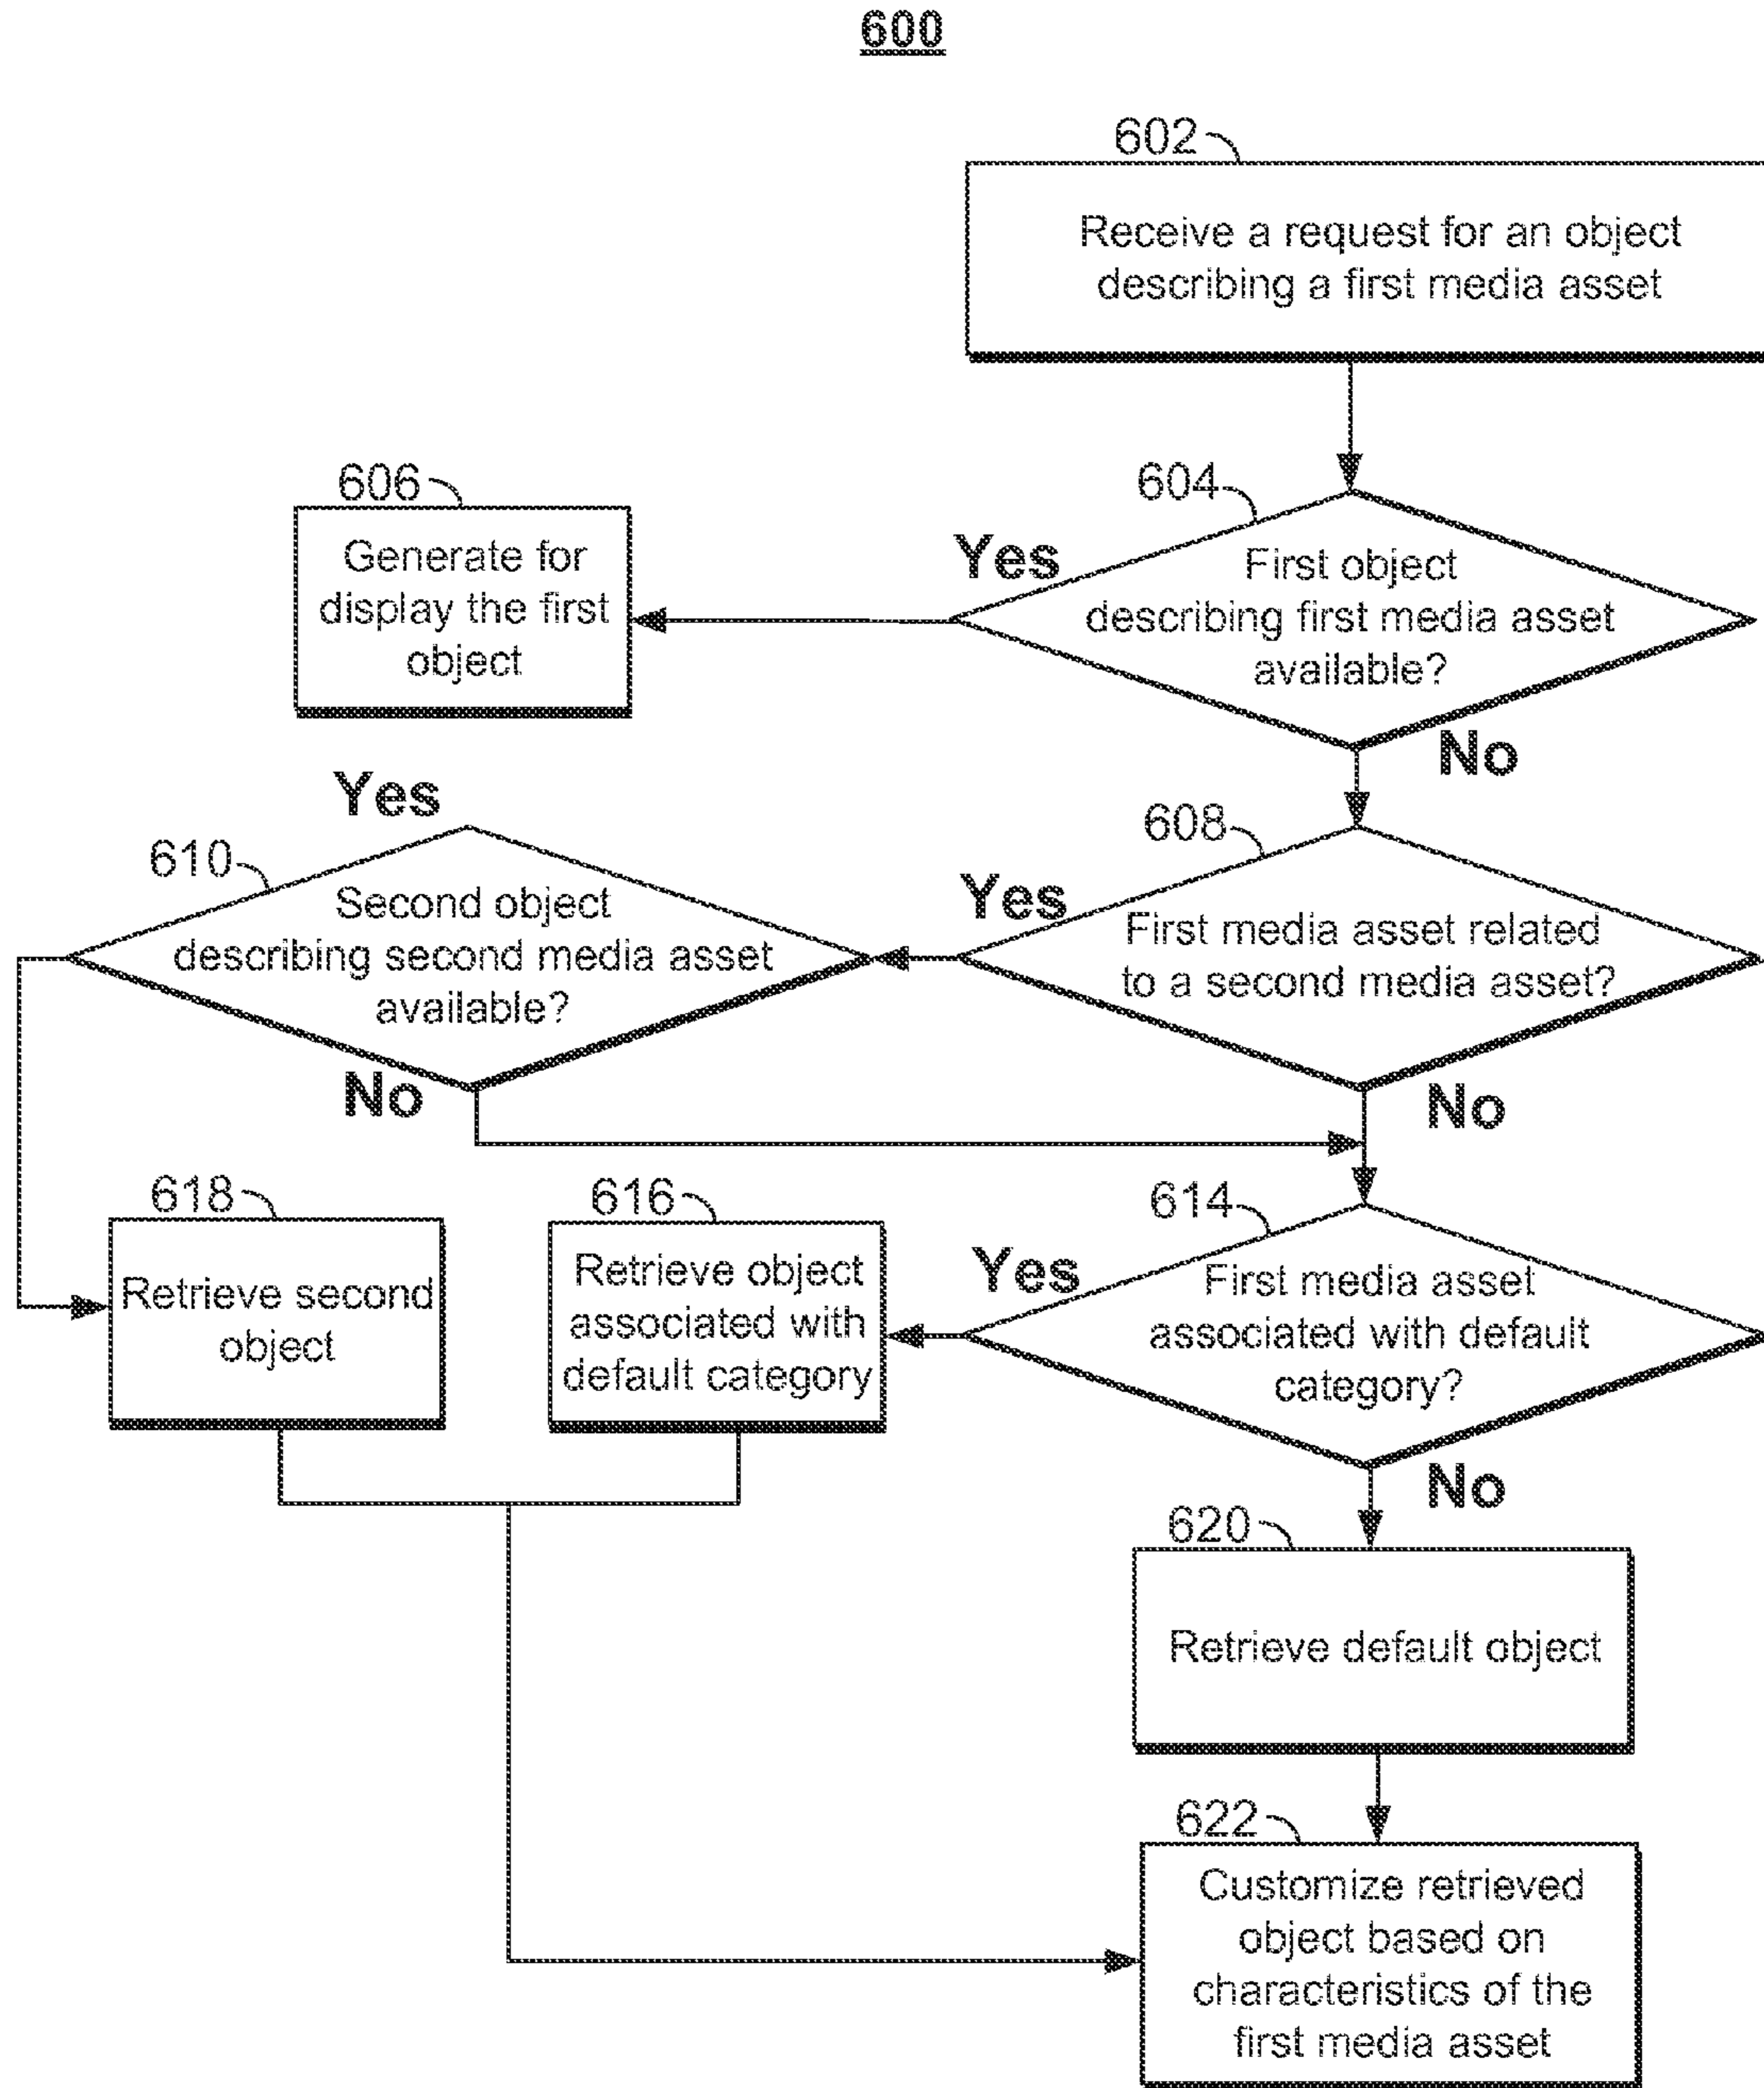 600
602
Receive a request for an object
describing a first media asset
604
Yes
First object
describing first media asset
available?
No
606
Generate for
display the first
object
608
Yes
First media asset related
to a second media asset?
No
Yes
610
Second object
describing second media asset
available?
No
614
Yes
First media asset
associated with default
category?
No
616
Retrieve object
associated with
default category
618
Retrieve second
object
620
Retrieve default object
622
Customize retrieved
object based on
characteristics of the
first media asset